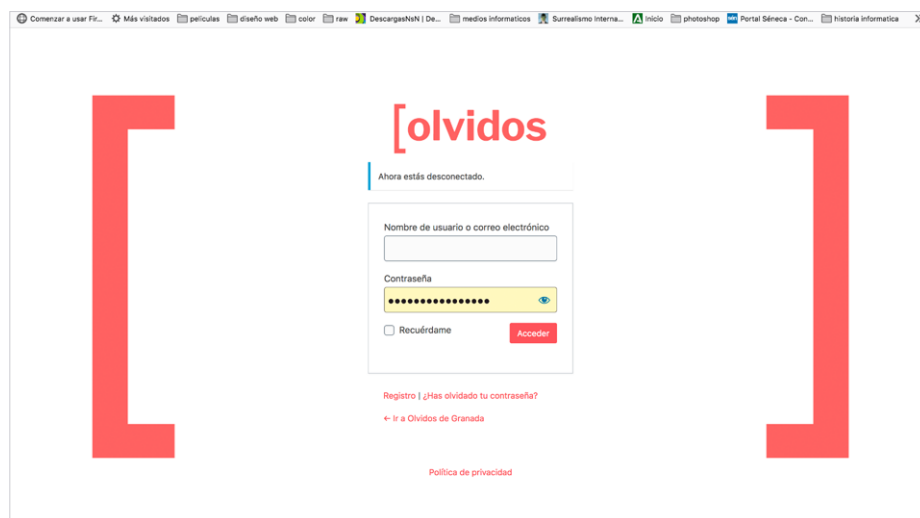 Comenzar a usar Fir... Más visitados peliculas diseño web color raw DescargasNsN | De... medios informaticos Surrealismo Interna... Inicio photoshop Portal Séneca - Con... historia informatica
[olvidos
Ahora estás desconectado.
Nombre de usuario o correo electrónico
Contraseña
Recuérdame Acceder
Registro | ¿Has olvidado tu contraseña?
← Ir a Olvidos de Granada
Política de privacidad